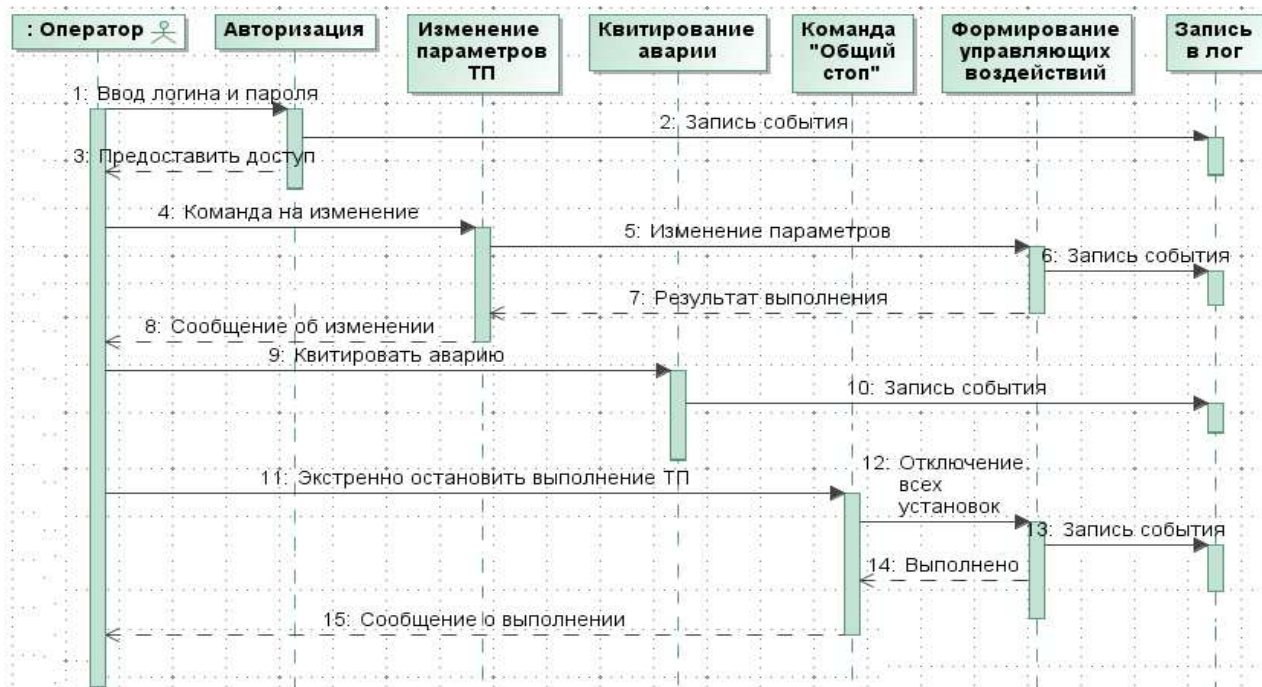 : Оператор
Авторизация
Изменение
параметров
ТП
Квитирование
аварии
Команда
"Общий
стоп"
Формирование
управляющих
воздействий
Запись
в лог
1: Ввод логина и пароля
2: Запись события
3: Предоставить доступ
4: Команда на изменение
5: Изменение параметров
6: Запись события
7: Результат выполнения
8: Сообщение об изменении
9: Квитировать аварию
10: Запись события
11: Экстренно остановить выполнение ТП
12: Отключение
всех
установок
13: Запись события
14: Выполнено
15: Сообщение о выполнении